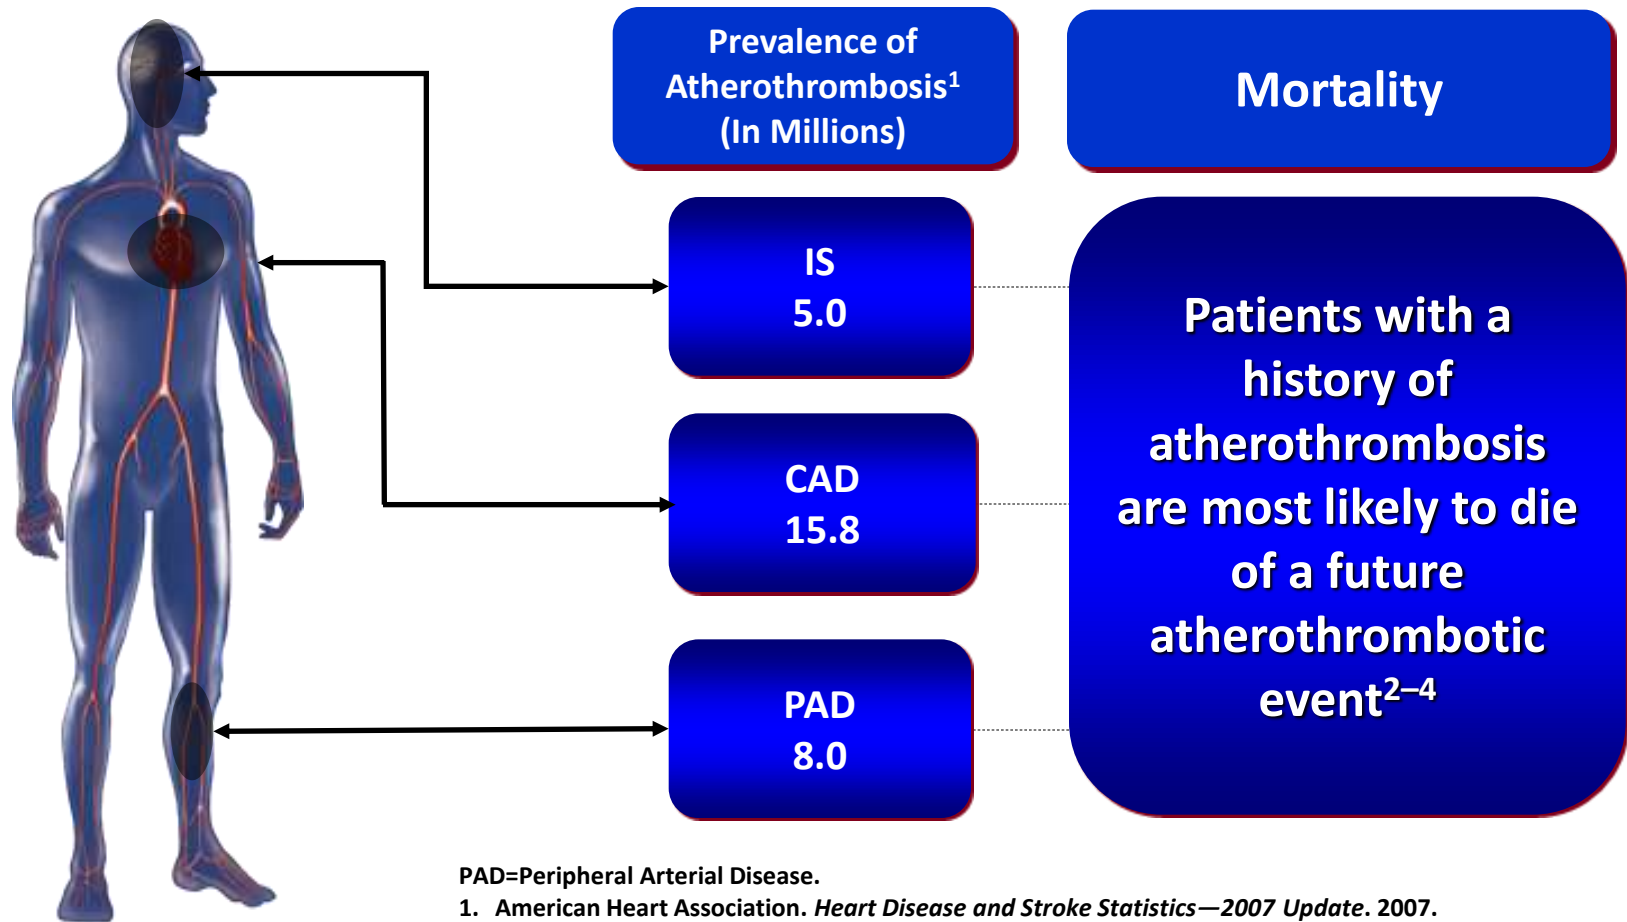 Prevalence of
Atherothrombosis¹
(In Millions)
Mortality
IS
5.0
CAD
15.8
PAD
8.0
Patients with a
history of
atherothrombosis
are most likely to die
of a future
atherothrombotic
event²⁻⁴
PAD=Peripheral Arterial Disease.
1. American Heart Association. Heart Disease and Stroke Statistics—2007 Update. 2007.